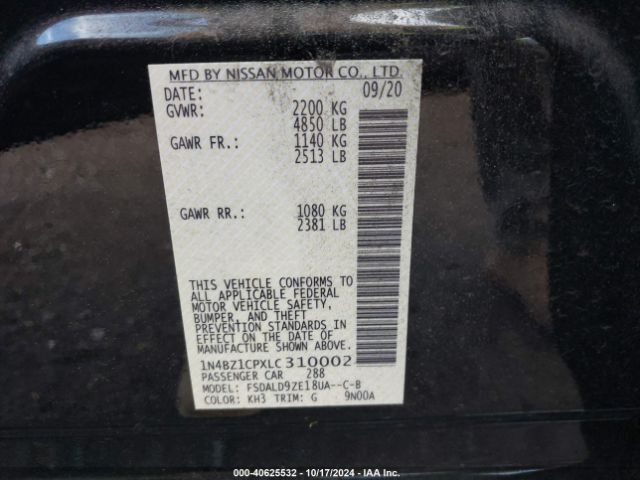 MFD BY NISSAN MOTOR CO., LTD.
DATE: 09/20
GVWR: 2200 KG
4850 LB
GAWR FR.: 1140 KG
2513 LB
GAWR RR.: 1080 KG
2381 LB
THIS VEHICLE CONFORMS TO
ALL APPLICABLE FEDERAL
MOTOR VEHICLE SAFETY,
BUMPER, AND THEFT
PREVENTION STANDARDS IN
EFFECT ON THE DATE OF
MANUFACTURE SHOWN ABOVE.
1N4BZ1CPXLC310002
PASSENGER CAR 288
MODEL: FSDALD9ZE18UA--C-B
COLOR: KH3 TRIM: G 9N00A
000-40625532 - 10/17/2024 - IAA Inc.